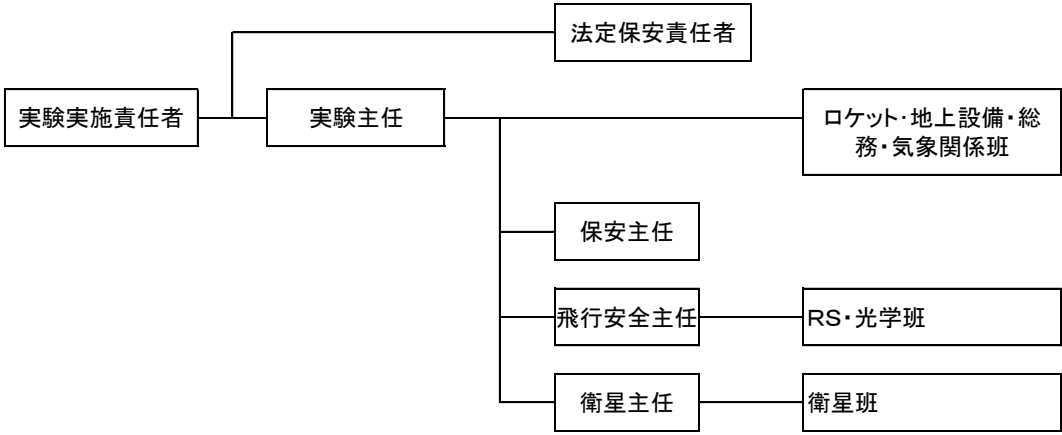 法定保安責任者
実験実施責任者
実験主任
ロケット･地上設備・総
務・気象関係班
保安主任
飛行安全主任
RS・光学班
衛星主任
衛星班